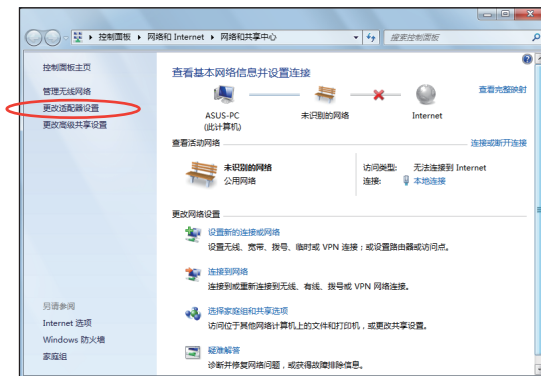 控制面板 ▸ 网络和 Internet ▸ 网络和共享中心
搜索控制面板
控制面板主页
管理无线网络
更改适配器设置
更改高级共享设置
查看基本网络信息并设置连接
查看完整映射
ASUS-PC
(此计算机)
未识别的网络
Internet
查看活动网络
连接或断开连接
未识别的网络
公用网络
访问类型: 无法连接到 Internet
连接: 本地连接
更改网络设置
设置新的连接或网络
设置无线、宽带、拨号、临时或 VPN 连接;或设置路由器或访问点。
连接到网络
连接到或重新连接到无线、有线、拨号或 VPN 网络连接。
选择家庭组和共享选项
访问位于其他网络计算机上的文件和打印机,或更改共享设置。
疑难解答
诊断并修复网络问题,或获得故障排除信息。
另请参阅
Internet 选项
Windows 防火墙
家庭组